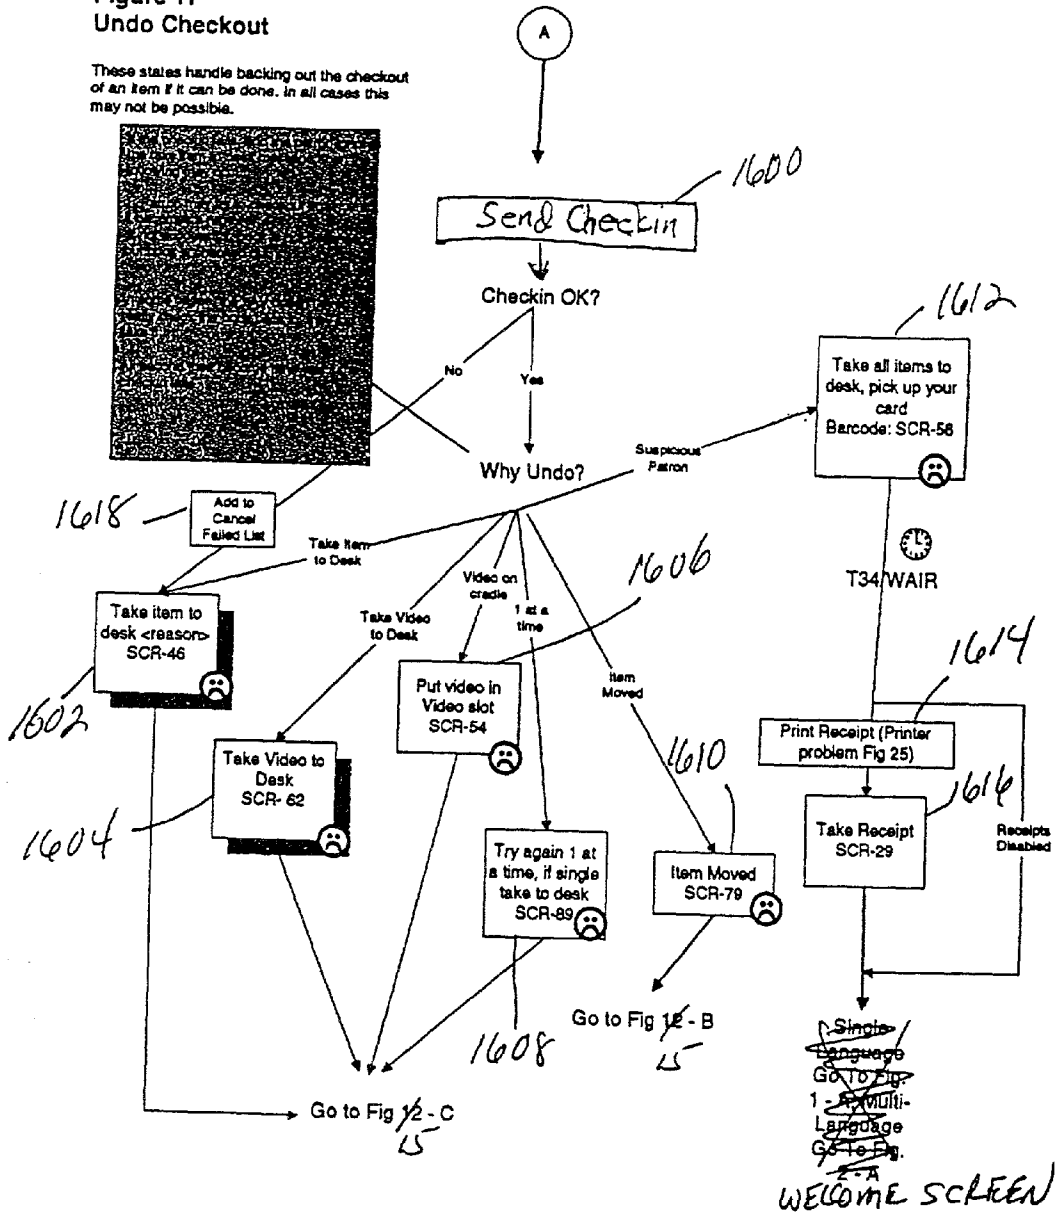 Undo Checkout
These states handle backing out the checkout
of an item if it can be done. In all cases this
may not be possible.
A
1600
Send Checkin
Checkin OK?
No
Yes
1612
Take all items to
desk, pick up your
card
Barcode: SCR-58
Why Undo?
Suspicious
Patron
1618
Add to
Cancel
Failed List
Take Item
to Desk
T34/WAIR
Video on
cradle
1606
1 at a
time
Take Video
to Desk
Take item to
desk <reason>
SCR-46
1602
Item
Moved
Put video in
Video slot
SCR-54
1614
Print Receipt (Printer
problem Fig 25)
Take Video to
Desk
SCR- 62
1604
1610
1616
Take Receipt
SCR-29
Receipts
Disabled
Try again 1 at
a time, if single
take to desk
SCR-89
Item Moved
SCR-79
1608
Go to Fig 12 - B
15
Go to Fig 12 - C
15
Single
Language
Go To Fig.
1 - A, Multi-
Language
Go To Fig.
2 - A
WELCOME SCREEN